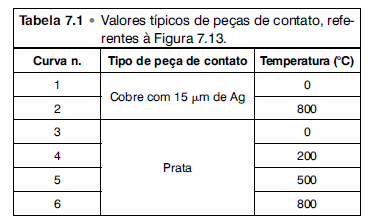 Tabela 7.1 • Valores típicos de peças de contato, refe-
rentes à Figura 7.13.
Curva n. Tipo de peça de contato Temperatura (°C)
1 Cobre com 15 μm de Ag 0
2 800
3 Prata 0
4 200
5 500
6 800